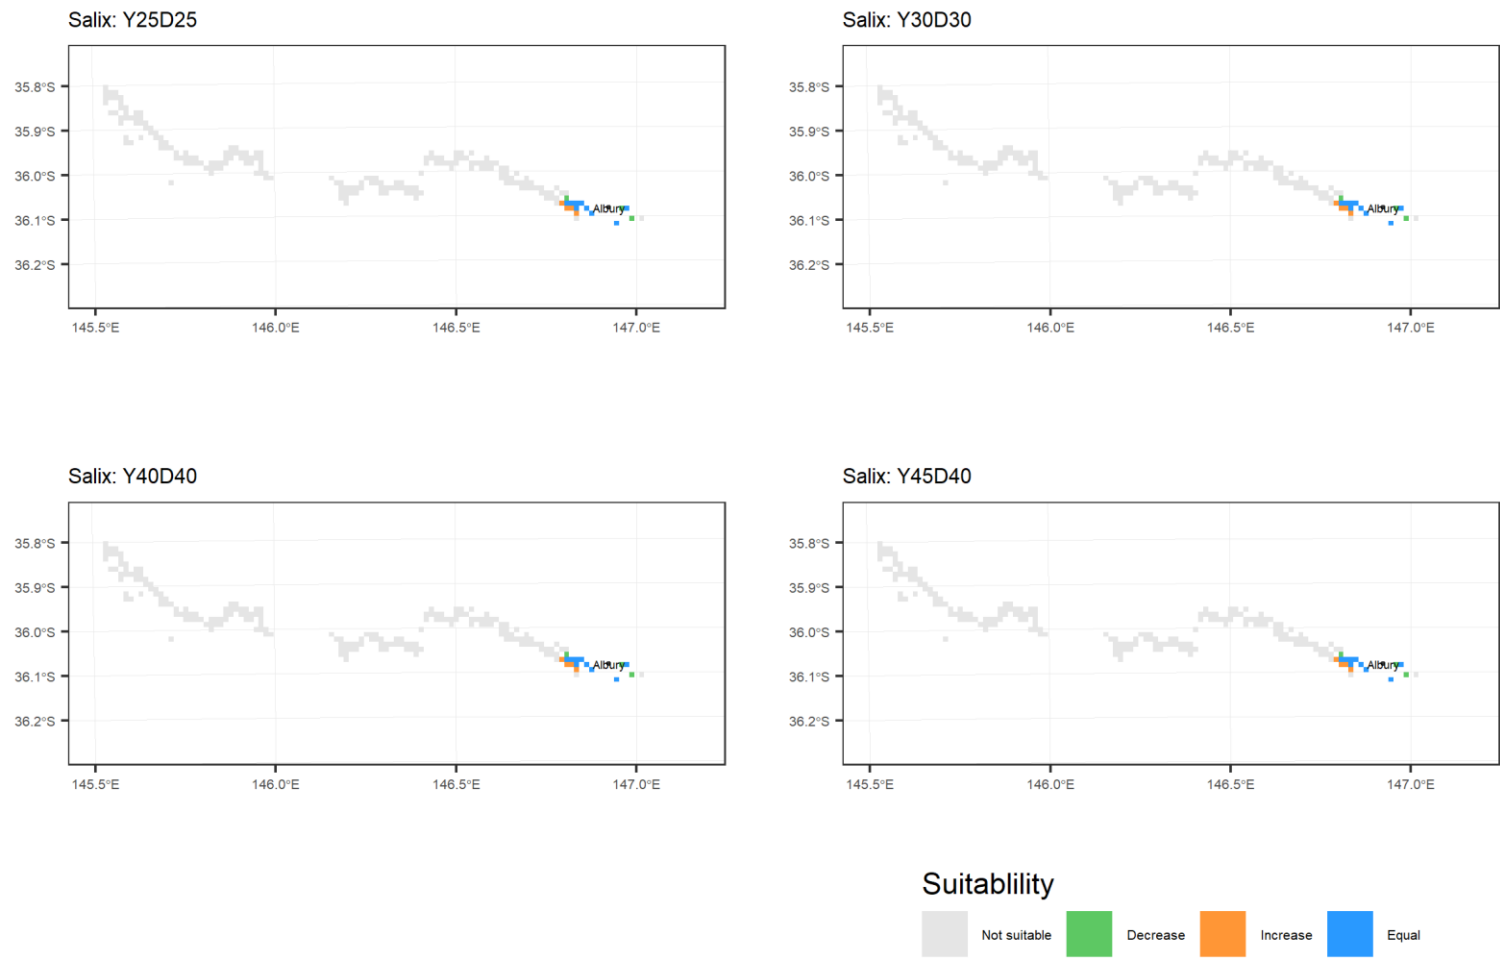 Salix: Y25D25
Salix: Y30D30
35.8°S
35.9°S
36.0°S
36.1°S
36.2°S
Albury
145.5°E 146.0°E 146.5°E 147.0°E
35.8°S
35.9°S
36.0°S
36.1°S
36.2°S
Albury
145.5°E 146.0°E 146.5°E 147.0°E
Salix: Y40D40
Salix: Y45D40
35.8°S
35.9°S
36.0°S
36.1°S
36.2°S
Albury
145.5°E 146.0°E 146.5°E 147.0°E
35.8°S
35.9°S
36.0°S
36.1°S
36.2°S
Albury
145.5°E 146.0°E 146.5°E 147.0°E
Suitablility
Not suitable Decrease Increase Equal